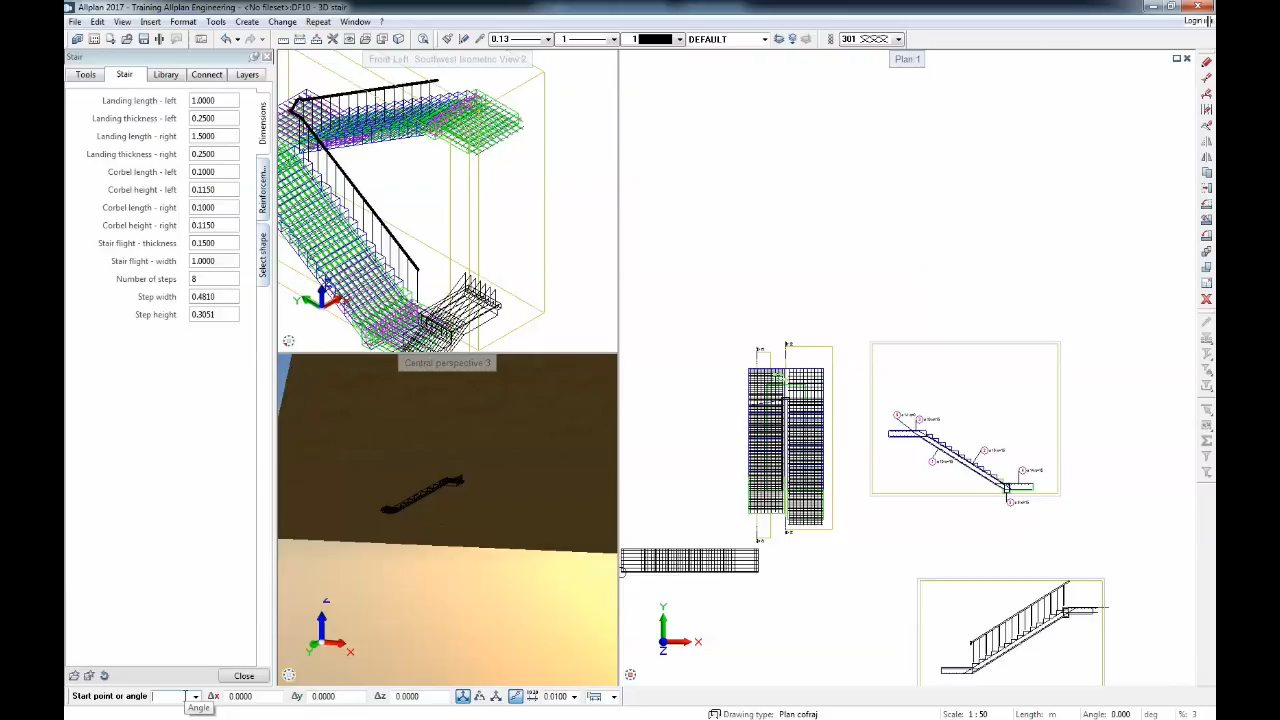 Allplan 2017 - Training Allplan Engineering - <No fileset>:DF10 - 3D stair
File Edit View Insert Format Tools Create Change Repeat Window ?
Login
0.13 1 1 DEFAULT 301
Stair
Tools Stair Library Connect Layers
Landing length - left 1.0000
Landing thickness - left 0.2500
Landing length - right 1.5000
Landing thickness - right 0.2500
Corbel length - left 0.1000
Corbel height - left 0.1150
Corbel length - right 0.1000
Corbel height - right 0.1150
Stair flight - thickness 0.1500
Stair flight - width 1.0000
Number of steps 8
Step width 0.4810
Step height 0.3051
Dimensions
Reinforcem...
Select shape
Close
Front Left, Southwest Isometric View:2
Plan:1
Central perspective:3
Z
Y
X
Y
X
Z
Start point or angle Δx 0.0000 Δy 0.0000 Δz 0.0000 0.0100
Angle
Drawing type: Plan cofraj Scale: 1 : 50 Length: m Angle: 0.000 deg %: 3